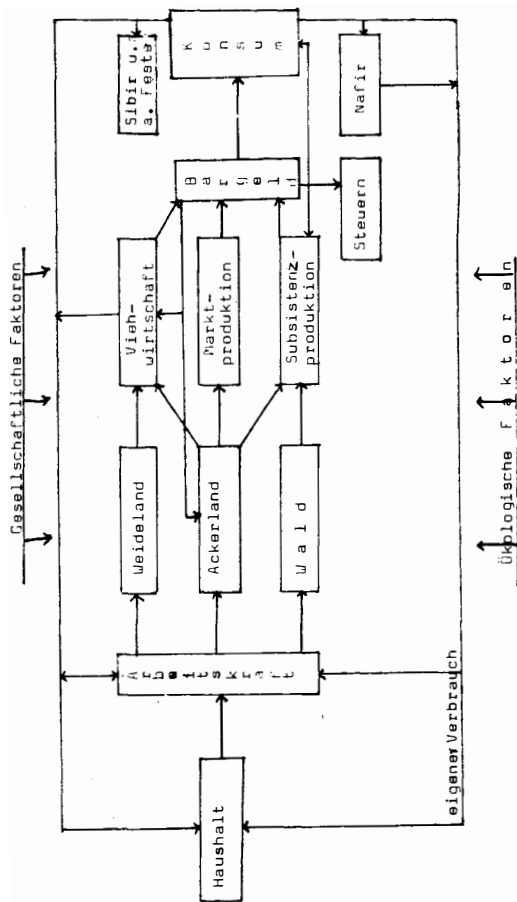 Gesellschaftliche Faktoren
Haushalt
Arbeitskraft
Weideland
Ackerland
Wald
Vieh-
wirtschaft
Markt-
produktion
Subsistenz-
produktion
Bargeld
Steuern
Konsum
Sibir u.
a. Feste
Nafir
eigener Verbrauch
Ökologische Faktoren